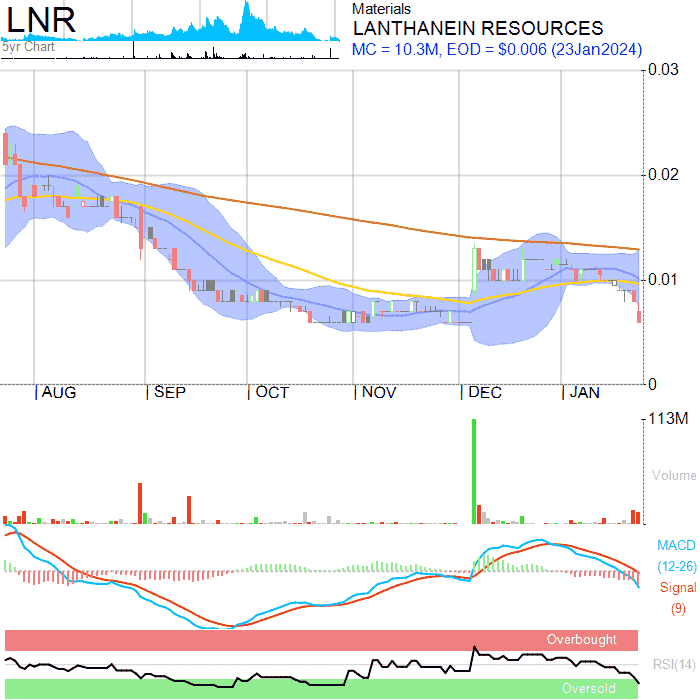 LNR
5yr Chart
Materials
LANTHANEIN RESOURCES
MC = 10.3M, EOD = $0.006 (23Jan2024)
0.03
0.02
0.01
0
AUG SEP OCT NOV DEC JAN
113M
Volume
MACD
(12-26)
Signal
(9)
Overbought
RSI(14)
Oversold